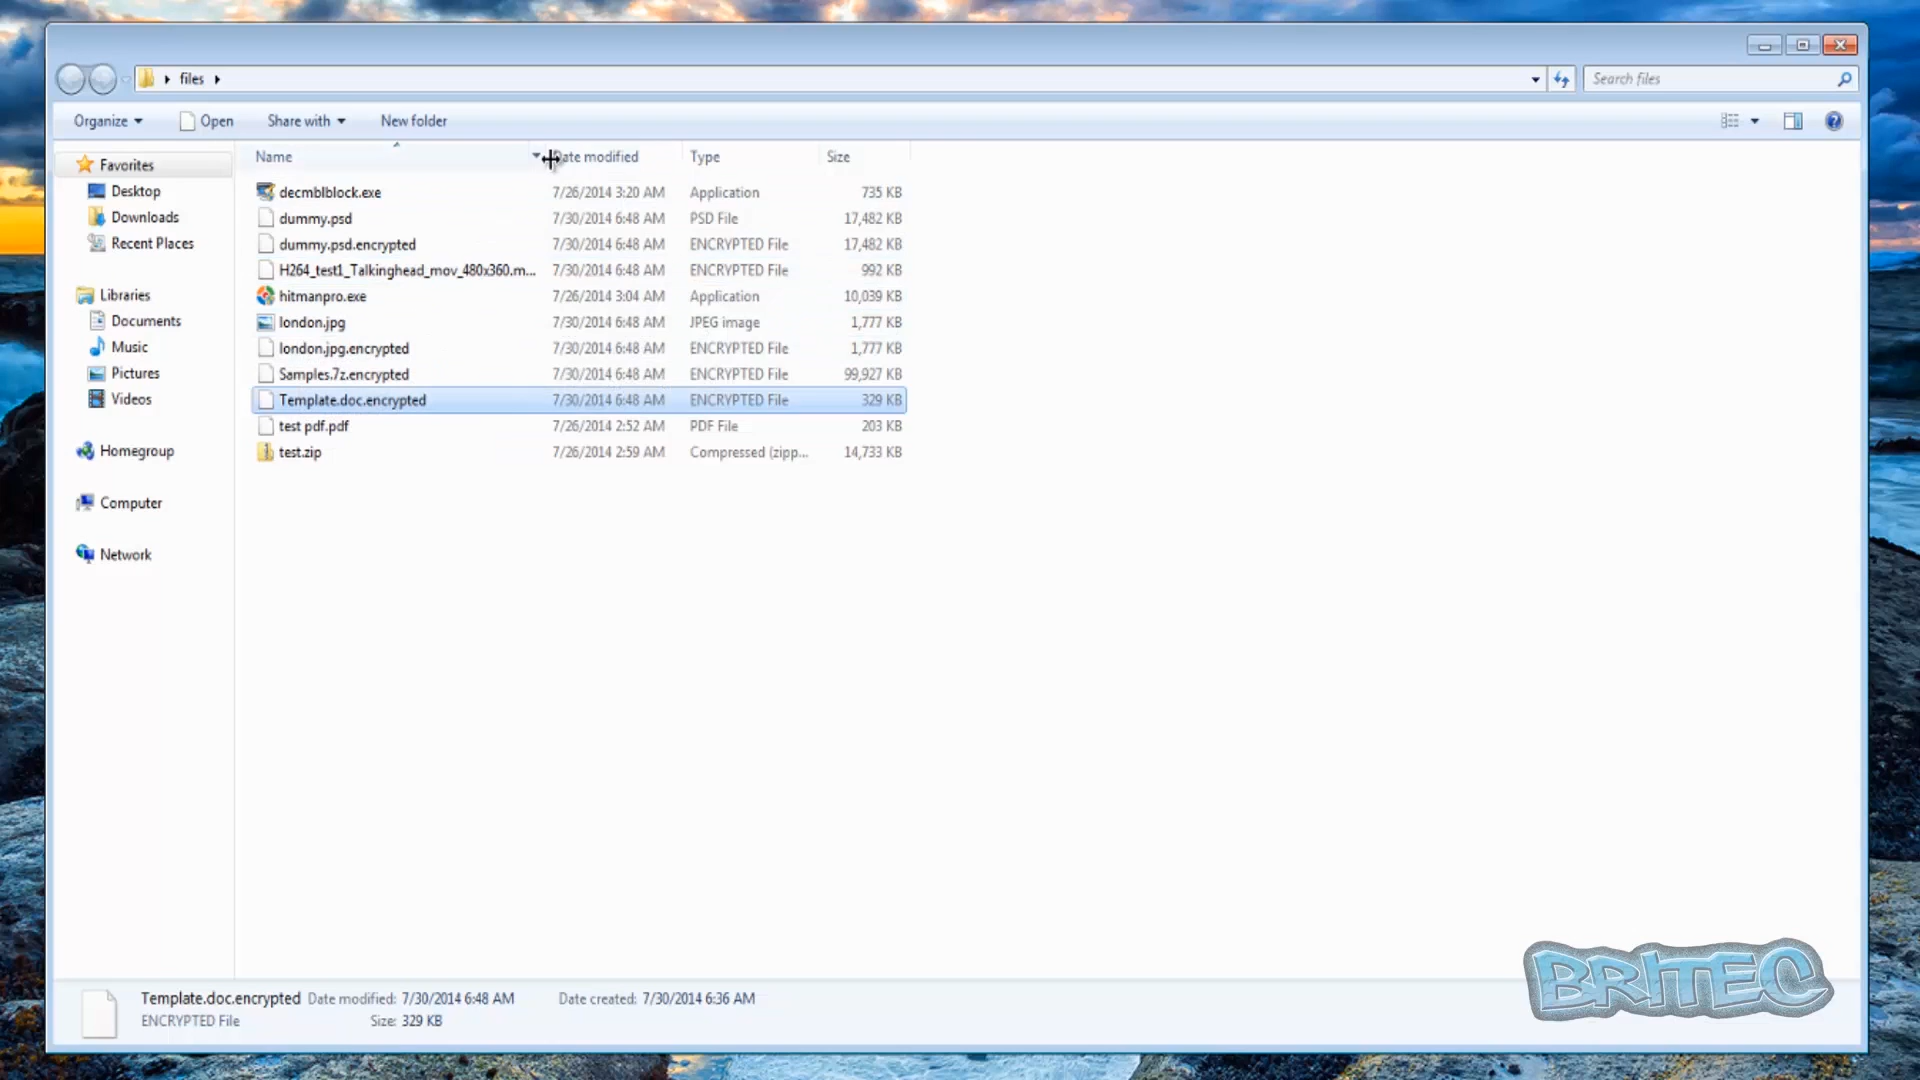 files
Search files
Organize Open Share with New folder
Name Date modified Type Size
Favorites
Desktop
Downloads
Recent Places
Libraries
Documents
Music
Pictures
Videos
Homegroup
Computer
Network
decmblblock.exe 7/26/2014 3:20 AM Application 735 KB
dummy.psd 7/30/2014 6:48 AM PSD File 17,482 KB
dummy.psd.encrypted 7/30/2014 6:48 AM ENCRYPTED File 17,482 KB
H264_test1_Talkinghead_mov_480x360.m... 7/30/2014 6:48 AM ENCRYPTED File 992 KB
hitmanpro.exe 7/26/2014 3:04 AM Application 10,039 KB
london.jpg 7/30/2014 6:48 AM JPEG image 1,777 KB
london.jpg.encrypted 7/30/2014 6:48 AM ENCRYPTED File 1,777 KB
Samples.7z.encrypted 7/30/2014 6:48 AM ENCRYPTED File 99,927 KB
Template.doc.encrypted 7/30/2014 6:48 AM ENCRYPTED File 329 KB
test pdf.pdf 7/26/2014 2:52 AM PDF File 203 KB
test.zip 7/26/2014 2:59 AM Compressed (zipp... 14,733 KB
Template.doc.encrypted Date modified: 7/30/2014 6:48 AM Date created: 7/30/2014 6:36 AM
ENCRYPTED File Size: 329 KB
BRITEC